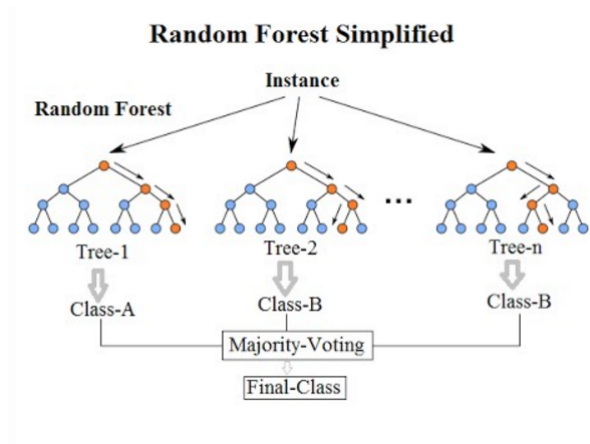 Random Forest Simplified
Instance
Random Forest
...
Tree-1 Tree-2 Tree-n
Class-A Class-B Class-B
Majority-Voting
Final-Class